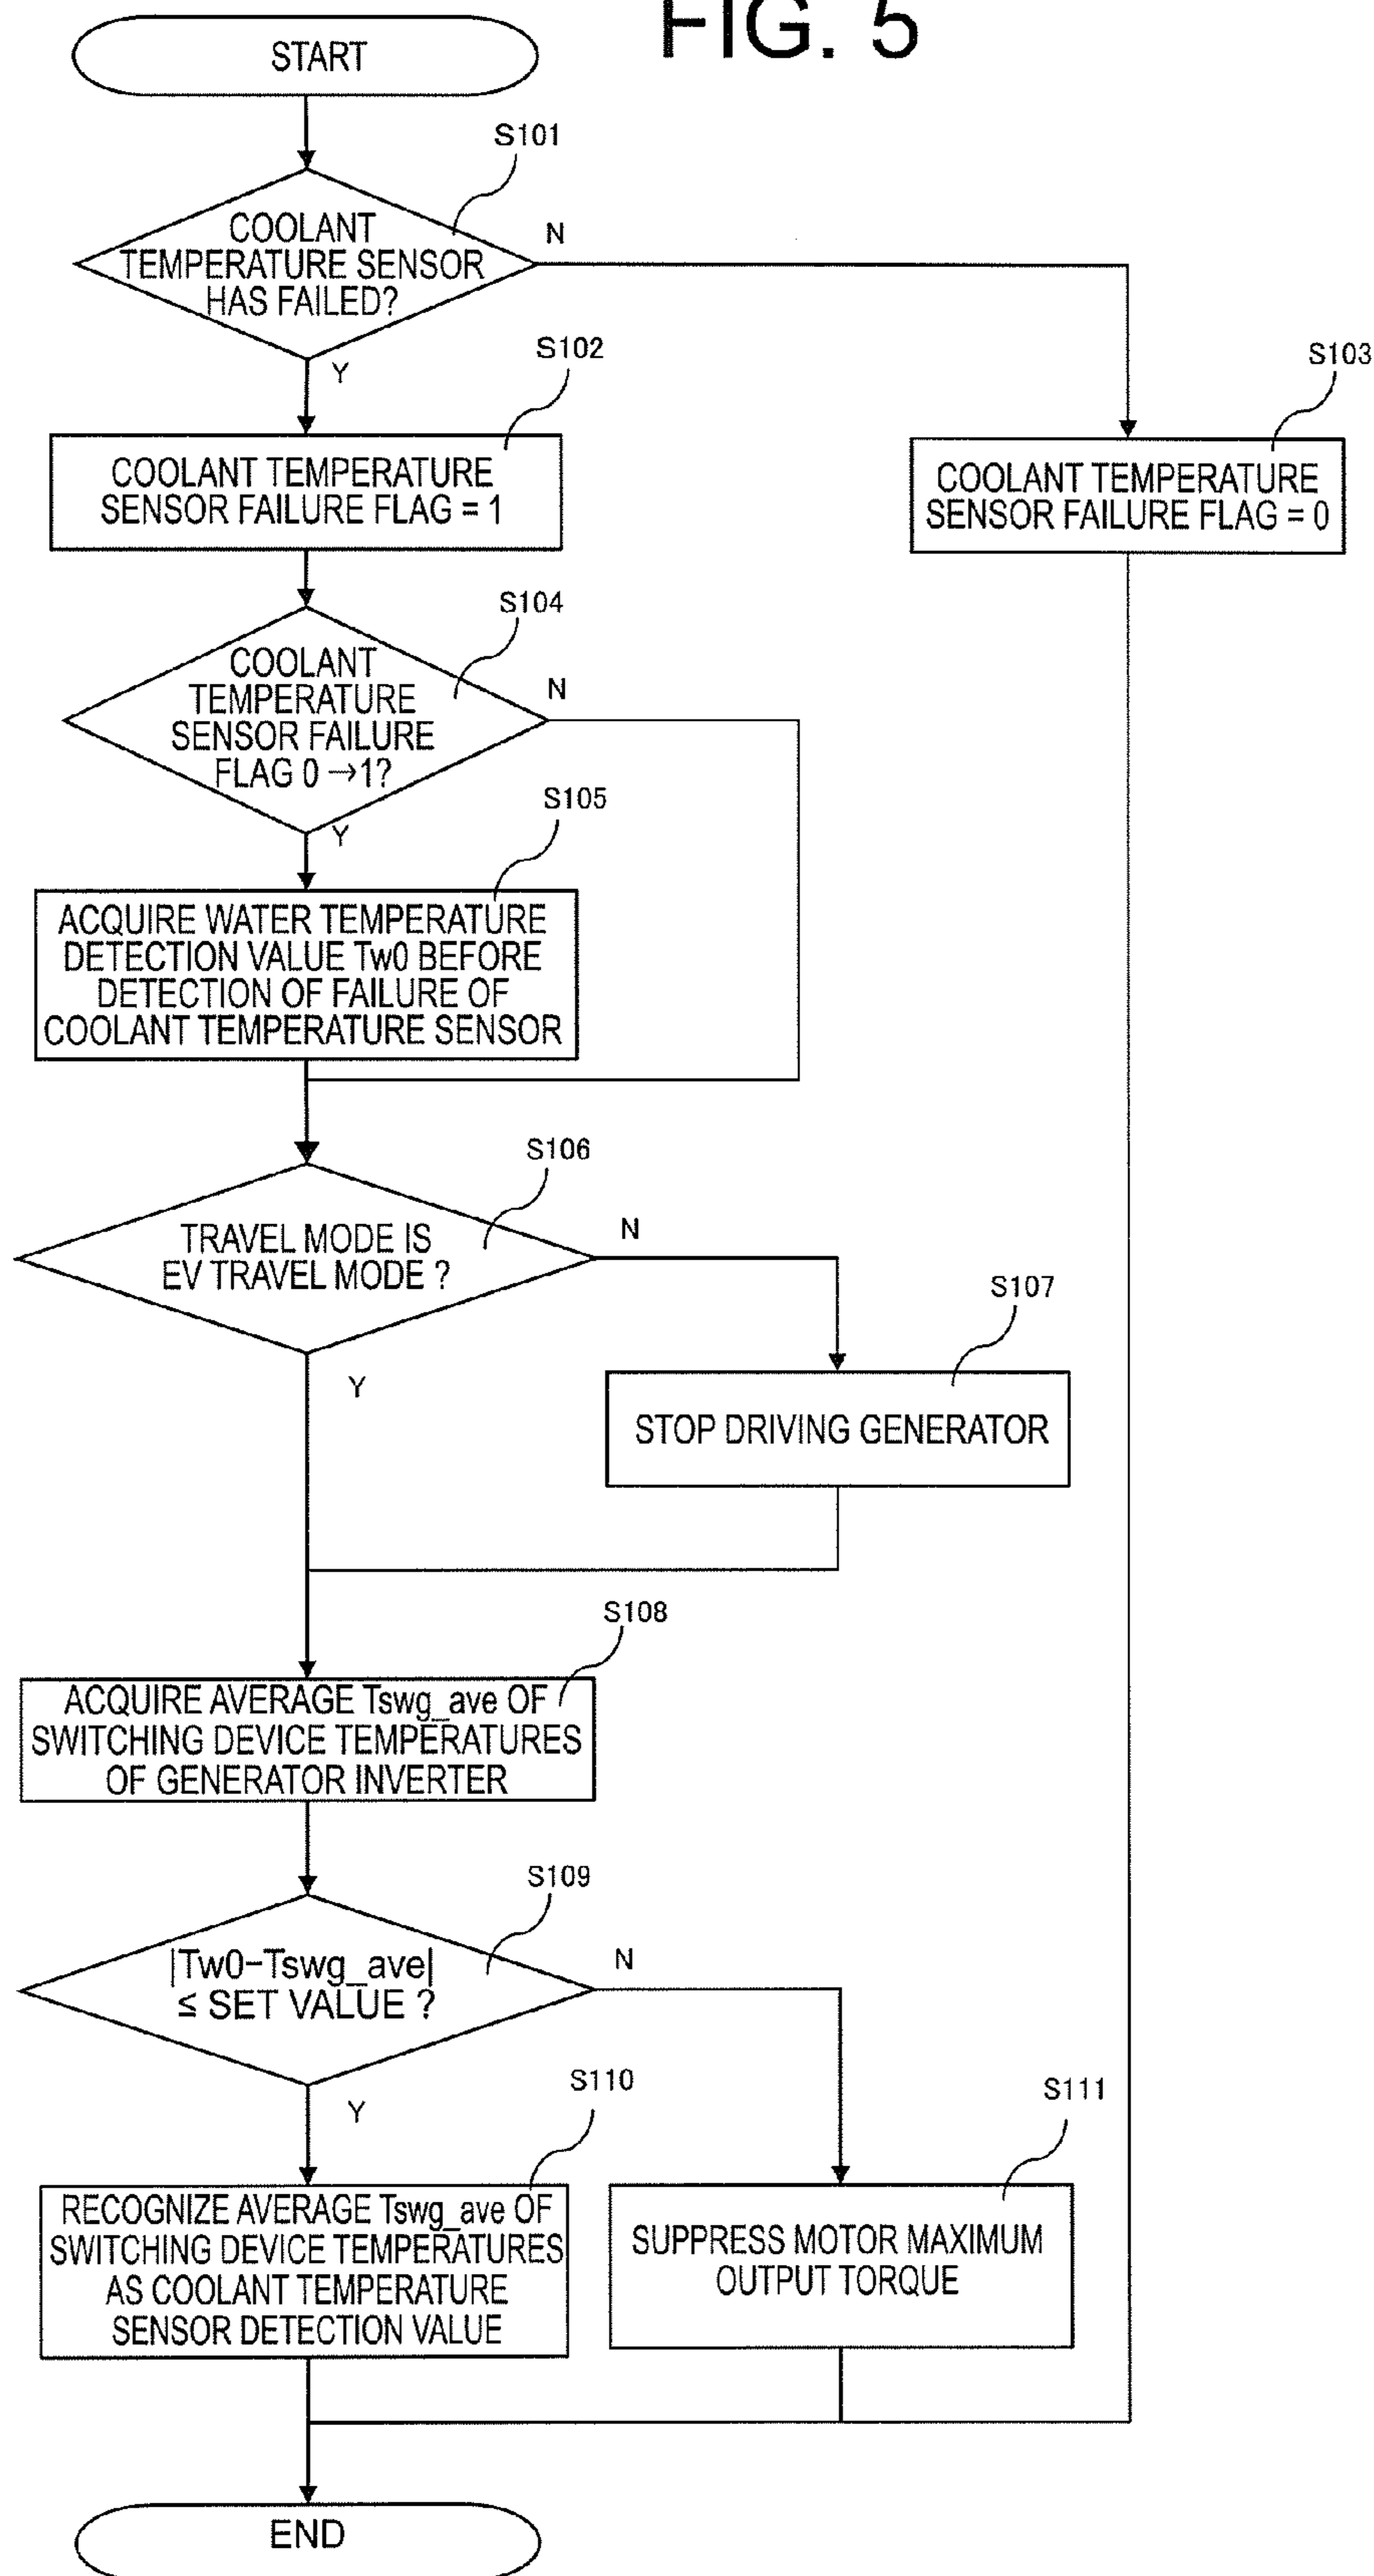 FIG. 5
START
S101
COOLANT
TEMPERATURE SENSOR
HAS FAILED?
N
Y
S102
COOLANT TEMPERATURE
SENSOR FAILURE FLAG = 1
S103
COOLANT TEMPERATURE
SENSOR FAILURE FLAG = 0
S104
COOLANT
TEMPERATURE
SENSOR FAILURE
FLAG 0 →1?
N
Y
S105
ACQUIRE WATER TEMPERATURE
DETECTION VALUE Tw0 BEFORE
DETECTION OF FAILURE OF
COOLANT TEMPERATURE SENSOR
S106
TRAVEL MODE IS
EV TRAVEL MODE ?
N
Y
S107
STOP DRIVING GENERATOR
S108
ACQUIRE AVERAGE Tswg_ave OF
SWITCHING DEVICE TEMPERATURES
OF GENERATOR INVERTER
S109
|Tw0−Tswg_ave|
≤ SET VALUE ?
N
Y
S110
RECOGNIZE AVERAGE Tswg_ave OF
SWITCHING DEVICE TEMPERATURES
AS COOLANT TEMPERATURE
SENSOR DETECTION VALUE
S111
SUPPRESS MOTOR MAXIMUM
OUTPUT TORQUE
END